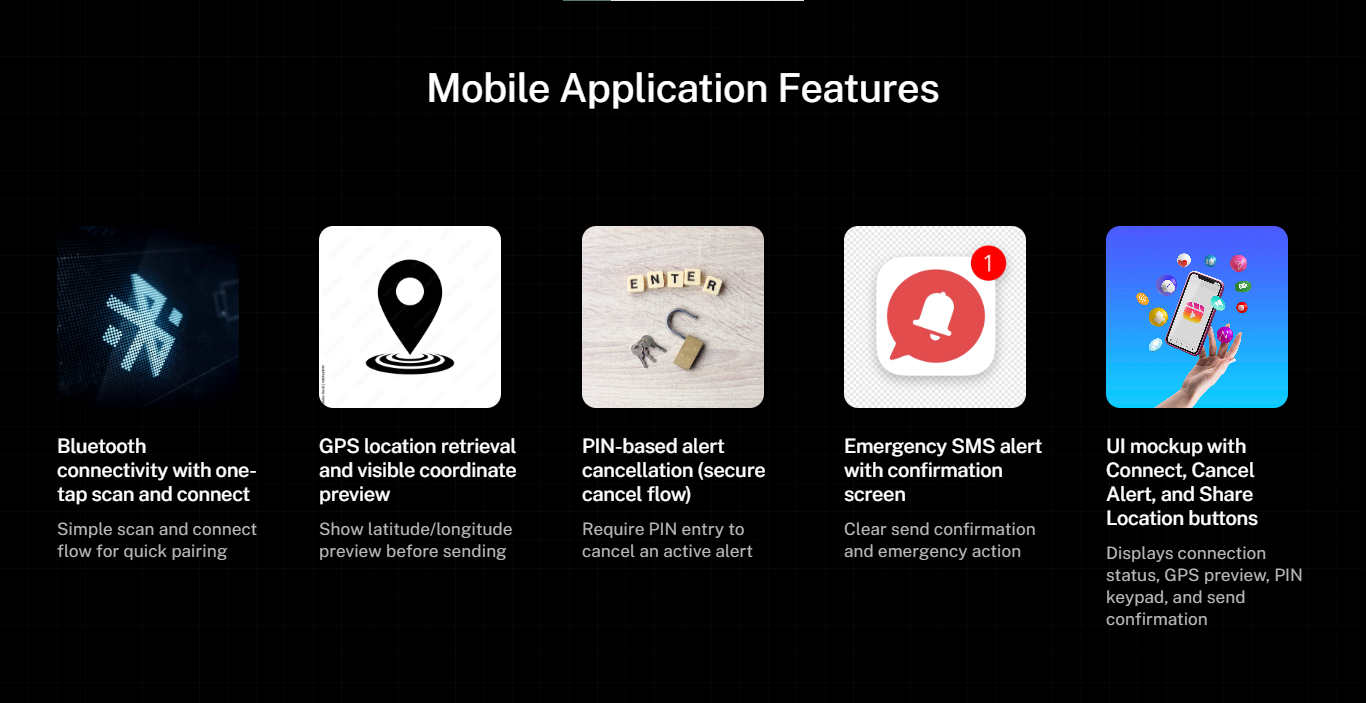 Mobile Application Features
ENTER
1
Bluetooth
connectivity with one-
tap scan and connect
Simple scan and connect
flow for quick pairing
GPS location retrieval
and visible coordinate
preview
Show latitude/longitude
preview before sending
PIN-based alert
cancellation (secure
cancel flow)
Require PIN entry to
cancel an active alert
Emergency SMS alert
with confirmation
screen
Clear send confirmation
and emergency action
UI mockup with
Connect, Cancel
Alert, and Share
Location buttons
Displays connection
status, GPS preview, PIN
keypad, and send
confirmation